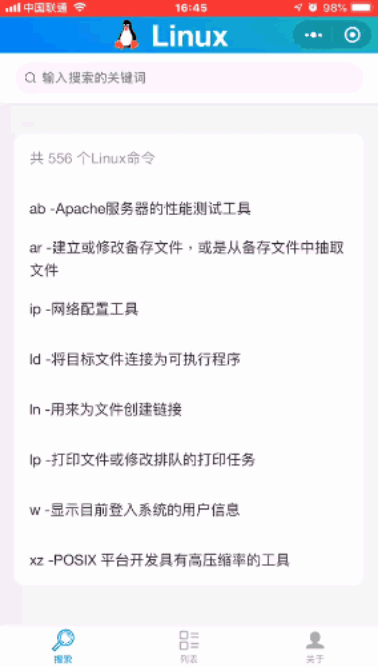 中国联通 16:45 98%
Linux
输入搜索的关键词
共 556 个Linux命令
ab -Apache服务器的性能测试工具
ar -建立或修改备存文件，或是从备存文件中抽取
文件
ip -网络配置工具
ld -将目标文件连接为可执行程序
ln -用来为文件创建链接
lp -打印文件或修改排队的打印任务
w -显示目前登入系统的用户信息
xz -POSIX 平台开发具有高压缩率的工具
搜索 列表 关于